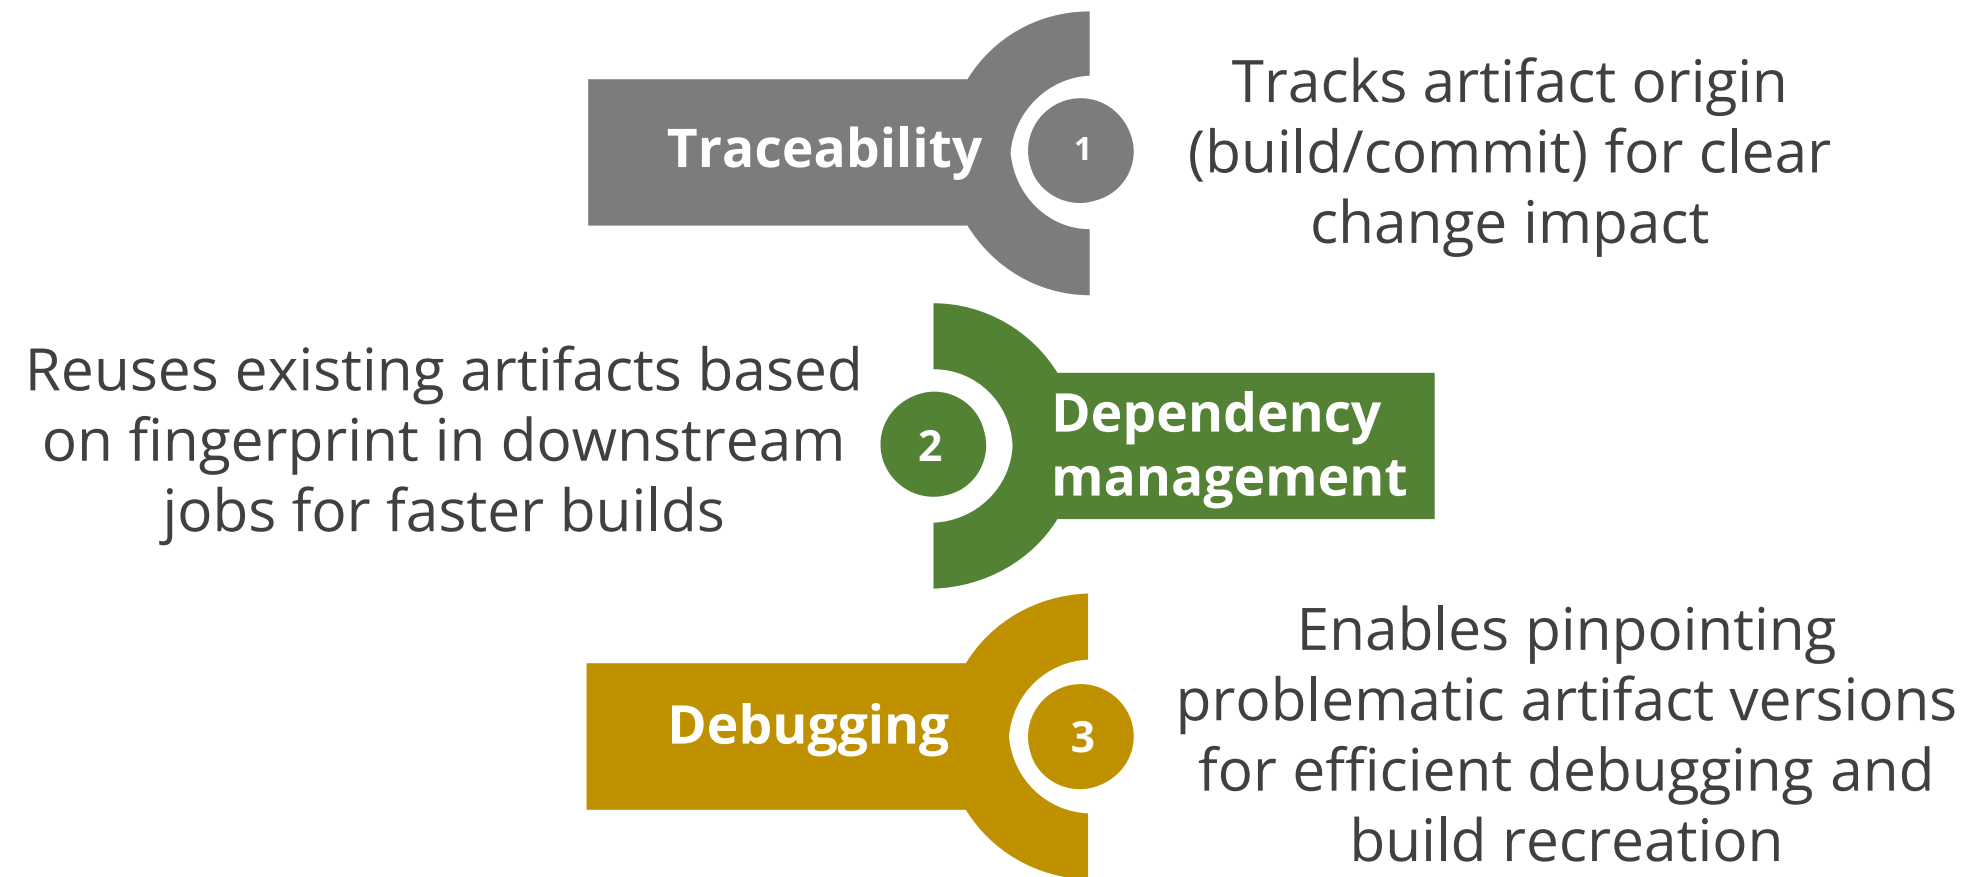 Traceability
1
Tracks artifact origin
(build/commit) for clear
change impact
Reuses existing artifacts based
on fingerprint in downstream
jobs for faster builds
2
Dependency
management
Debugging
3
Enables pinpointing
problematic artifact versions
for efficient debugging and
build recreation